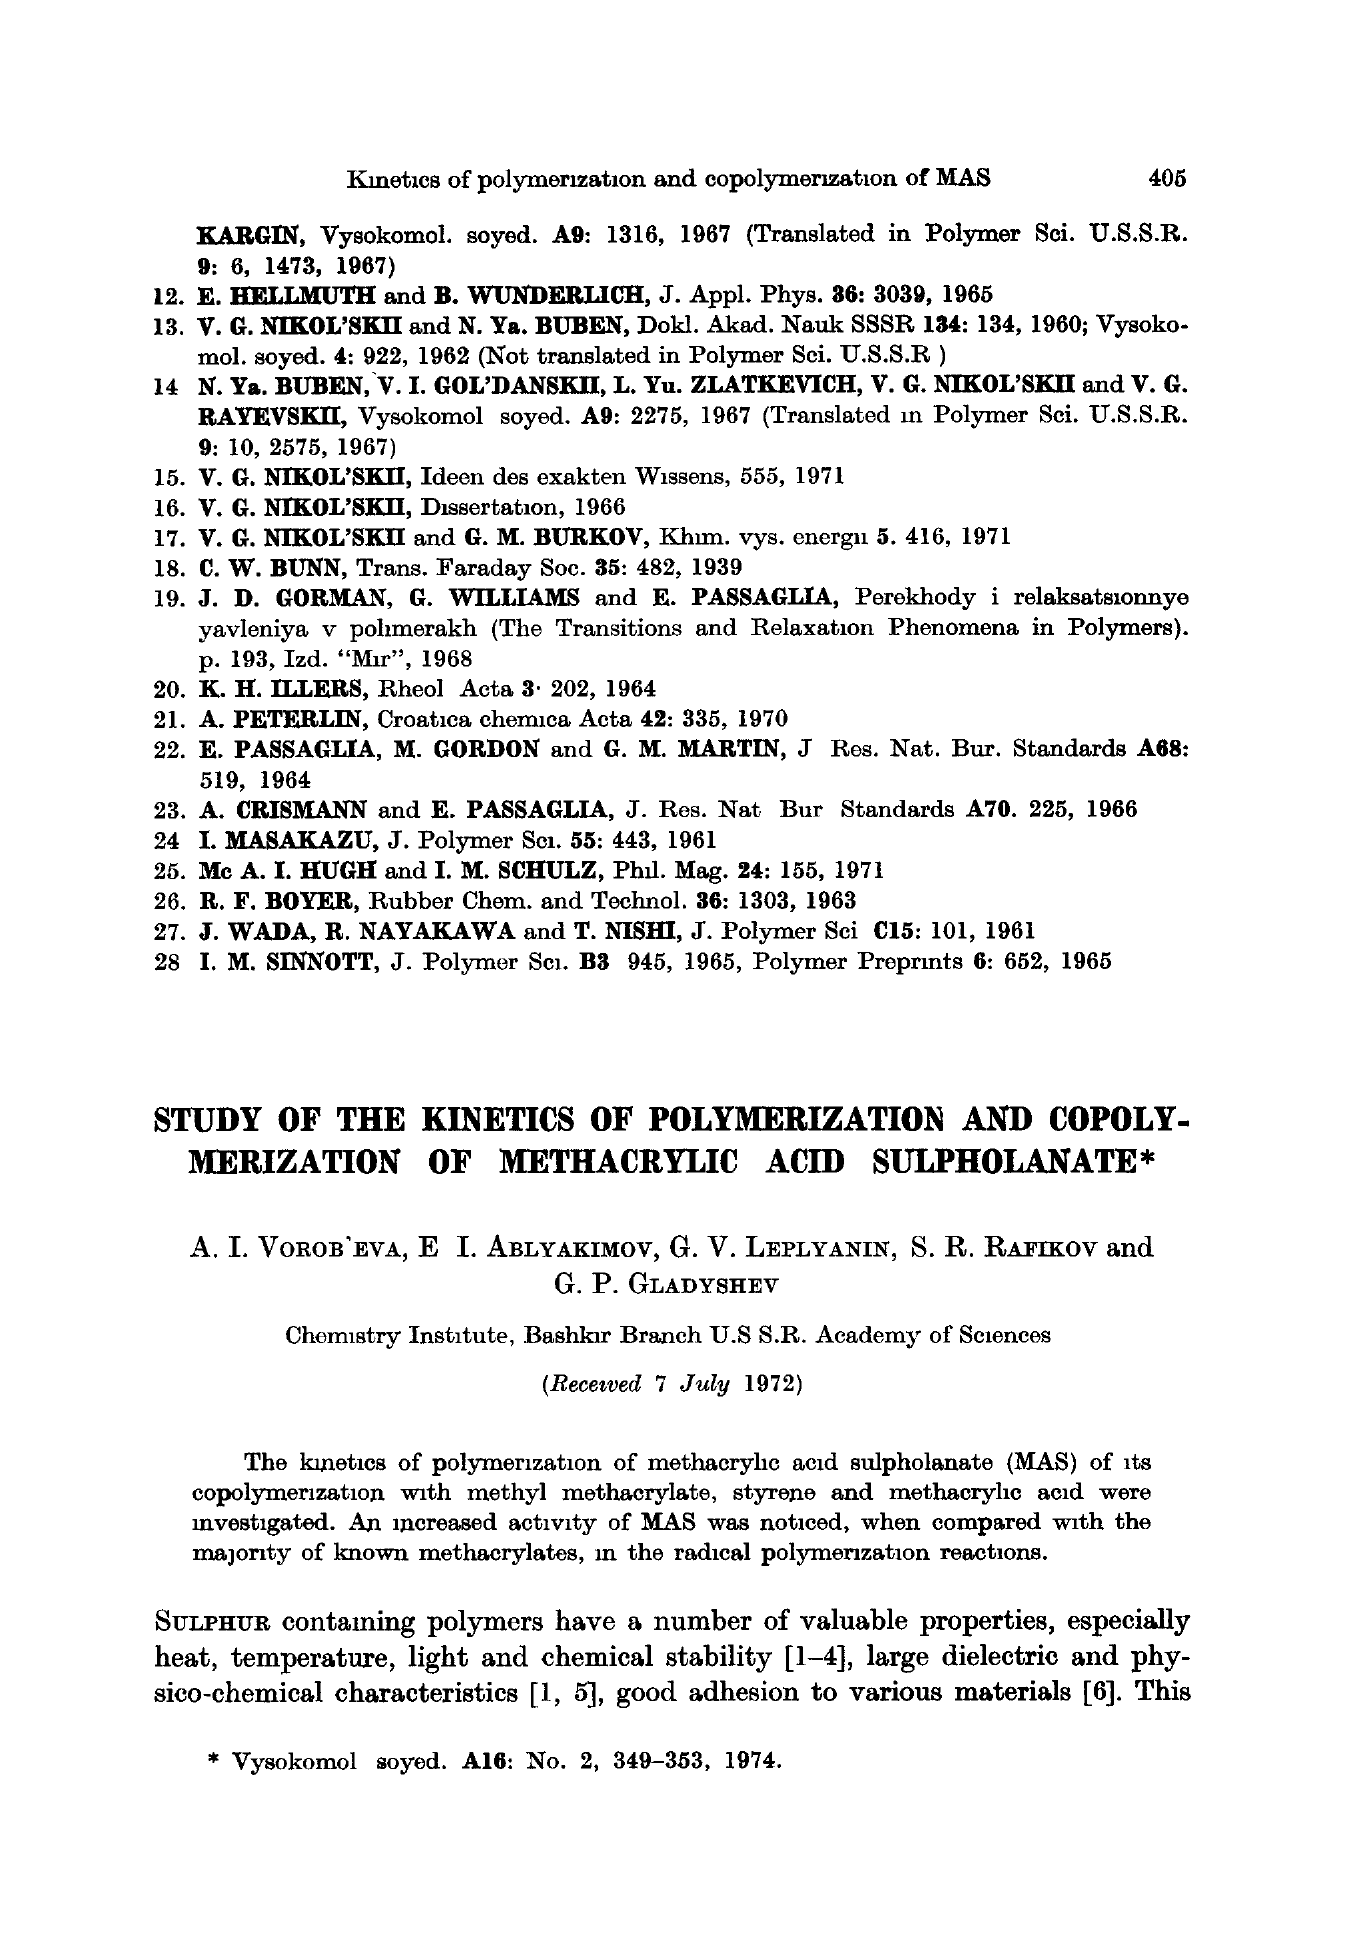 Kinetics of polymerization and copolymerization of MAS 405
KARGIN, Vysokomol. soyed. A9: 1316, 1967 (Translated in Polymer Sci. U.S.S.R.
9: 6, 1473, 1967)
12. E. HELLMUTH and B. WUNDERLICH, J. Appl. Phys. 36: 3039, 1965
13. V. G. NIKOL'SKII and N. Ya. BUBEN, Dokl. Akad. Nauk SSSR 134: 134, 1960; Vysoko-
mol. soyed. 4: 922, 1962 (Not translated in Polymer Sci. U.S.S.R )
14 N. Ya. BUBEN, V. I. GOL'DANSKII, L. Yu. ZLATKEVICH, V. G. NIKOL'SKII and V. G.
RAYEVSKII, Vysokomol soyed. A9: 2275, 1967 (Translated in Polymer Sci. U.S.S.R.
9: 10, 2575, 1967)
15. V. G. NIKOL'SKII, Ideen des exakten Wissens, 555, 1971
16. V. G. NIKOL'SKII, Dissertation, 1966
17. V. G. NIKOL'SKII and G. M. BURKOV, Khim. vys. energii 5. 416, 1971
18. C. W. BUNN, Trans. Faraday Soc. 35: 482, 1939
19. J. D. GORMAN, G. WILLIAMS and E. PASSAGLIA, Perekhody i relaksatsionnye
yavleniya v polimerakh (The Transitions and Relaxation Phenomena in Polymers).
p. 193, Izd. "Mir", 1968
20. K. H. ILLERS, Rheol Acta 3· 202, 1964
21. A. PETERLIN, Croatica chemica Acta 42: 335, 1970
22. E. PASSAGLIA, M. GORDON and G. M. MARTIN, J Res. Nat. Bur. Standards A68:
519, 1964
23. A. CRISMANN and E. PASSAGLIA, J. Res. Nat Bur Standards A70. 225, 1966
24 I. MASAKAZU, J. Polymer Sci. 55: 443, 1961
25. Mc A. I. HUGH and I. M. SCHULZ, Phil. Mag. 24: 155, 1971
26. R. F. BOYER, Rubber Chem. and Technol. 36: 1303, 1963
27. J. WADA, R. NAYAKAWA and T. NISHI, J. Polymer Sci C15: 101, 1961
28 I. M. SINNOTT, J. Polymer Sci. B3 945, 1965, Polymer Preprints 6: 652, 1965
STUDY OF THE KINETICS OF POLYMERIZATION AND COPOLY-
MERIZATION OF METHACRYLIC ACID SULPHOLANATE*
A. I. VOROB'EVA, E I. ABLYAKIMOV, G. V. LEPLYANIN, S. R. RAFIKOV and
G. P. GLADYSHEV
Chemistry Institute, Bashkir Branch U.S S.R. Academy of Sciences
(Received 7 July 1972)
The kinetics of polymerization of methacrylic acid sulpholanate (MAS) of its
copolymerization with methyl methacrylate, styrene and methacrylic acid were
investigated. An increased activity of MAS was noticed, when compared with the
majority of known methacrylates, in the radical polymerization reactions.
SULPHUR containing polymers have a number of valuable properties, especially
heat, temperature, light and chemical stability [1–4], large dielectric and phy-
sico-chemical characteristics [1, 5], good adhesion to various materials [6]. This
* Vysokomol soyed. A16: No. 2, 349–353, 1974.